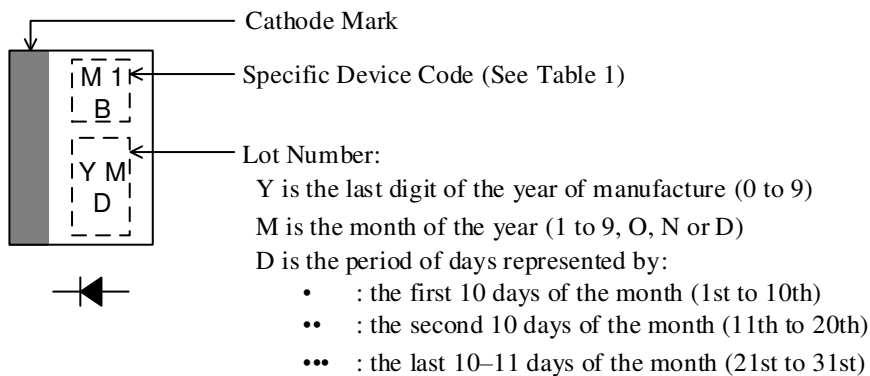 Cathode Mark
M 1
B
Specific Device Code (See Table 1)
Y M
D
Lot Number:
Y is the last digit of the year of manufacture (0 to 9)
M is the month of the year (1 to 9, O, N or D)
D is the period of days represented by:
• : the first 10 days of the month (1st to 10th)
•• : the second 10 days of the month (11th to 20th)
••• : the last 10–11 days of the month (21st to 31st)